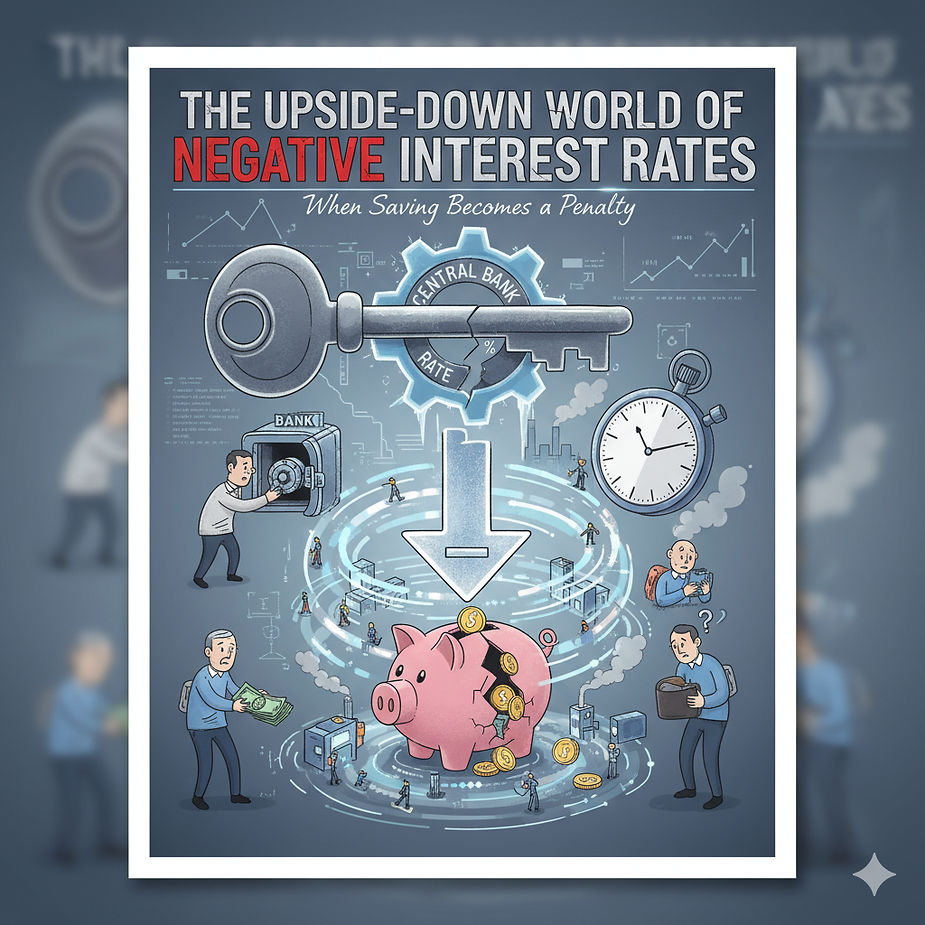 THE UPSIDE-DOWN WORLD OF
NEGATIVE INTEREST RATES
When Saving Becomes a Penalty
CENTRAL BANK
RATE
%
BANK
?